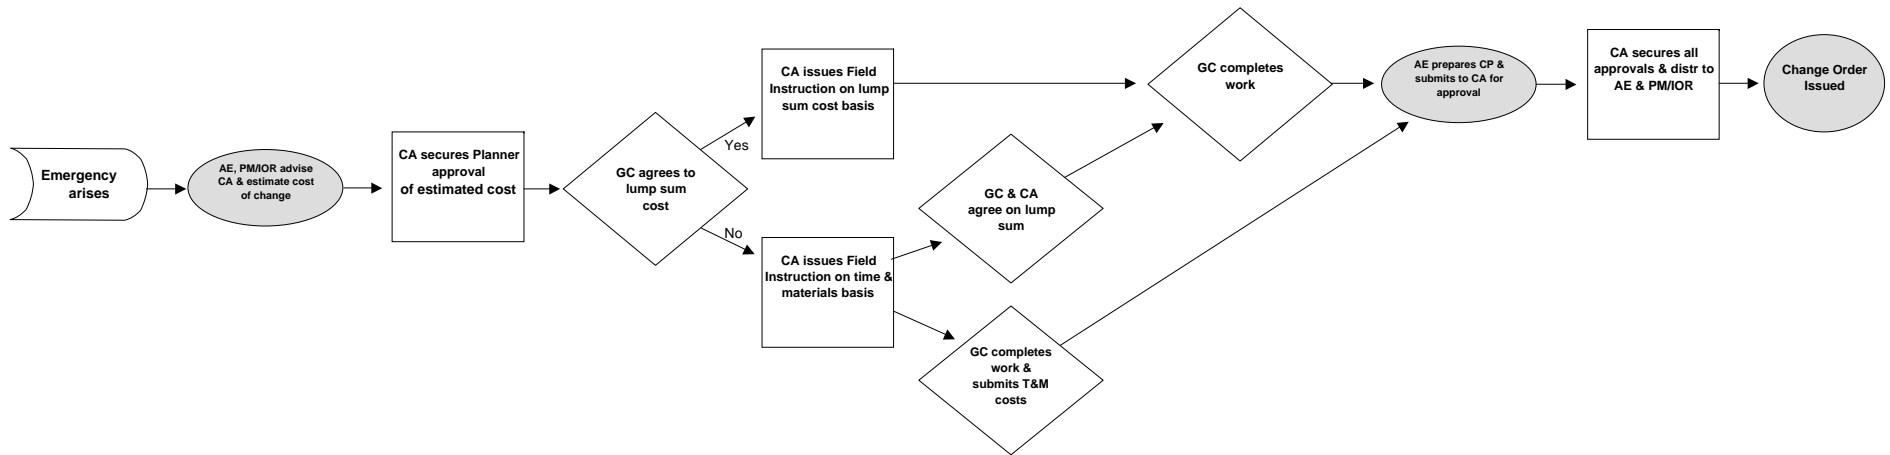 Emergency
arises
AE, PM/IOR advise
CA & estimate cost
of change
CA secures Planner
approval
of estimated cost
GC agrees to
lump sum
cost
Yes
No
CA issues Field
Instruction on lump
sum cost basis
CA issues Field
Instruction on time &
materials basis
GC & CA
agree on lump
sum
GC completes
work &
submits T&M
costs
GC completes
work
AE prepares CP &
submits to CA for
approval
CA secures all
approvals & distr to
AE & PM/IOR
Change Order
Issued